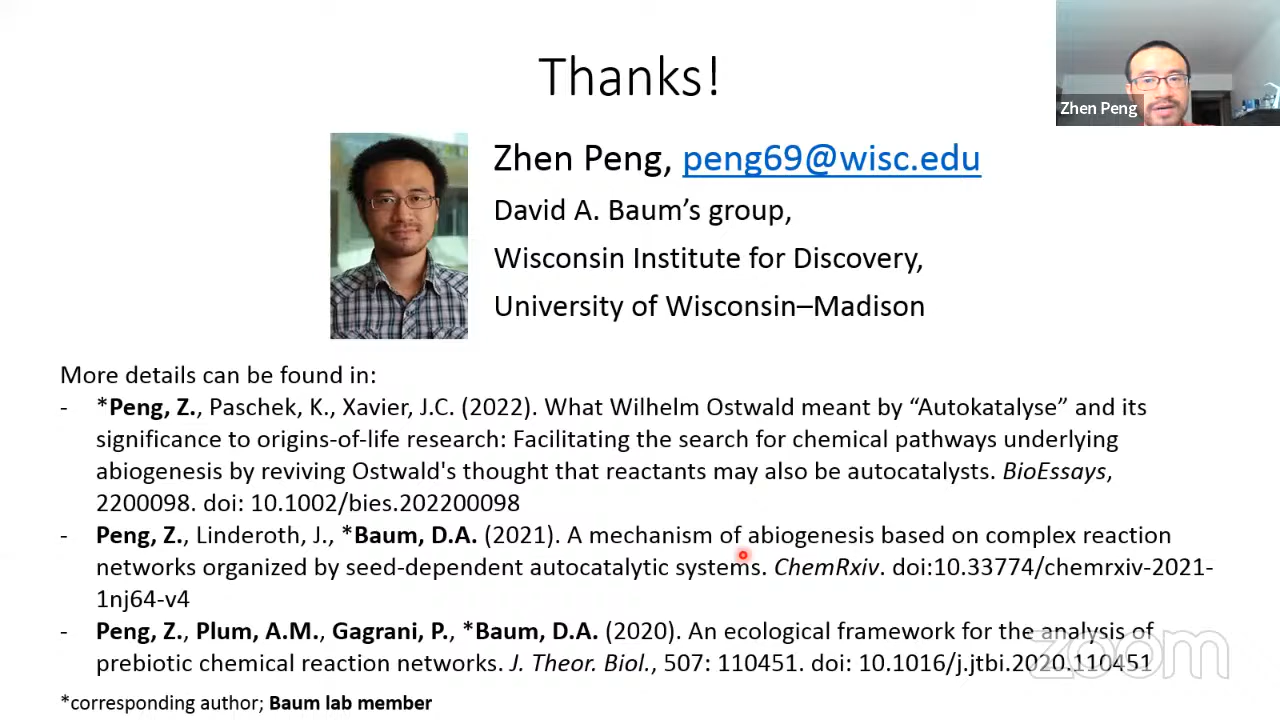 Thanks!
Zhen Peng
Zhen Peng, peng69@wisc.edu
David A. Baum’s group,
Wisconsin Institute for Discovery,
University of Wisconsin–Madison
More details can be found in:
- *Peng, Z., Paschek, K., Xavier, J.C. (2022). What Wilhelm Ostwald meant by “Autokatalyse” and its
significance to origins-of-life research: Facilitating the search for chemical pathways underlying
abiogenesis by reviving Ostwald's thought that reactants may also be autocatalysts. BioEssays,
2200098. doi: 10.1002/bies.202200098
- Peng, Z., Linderoth, J., *Baum, D.A. (2021). A mechanism of abiogenesis based on complex reaction
networks organized by seed-dependent autocatalytic systems. ChemRxiv. doi:10.33774/chemrxiv-2021-
1nj64-v4
- Peng, Z., Plum, A.M., Gagrani, P., *Baum, D.A. (2020). An ecological framework for the analysis of
prebiotic chemical reaction networks. J. Theor. Biol., 507: 110451. doi: 10.1016/j.jtbi.2020.110451
zoom
*corresponding author; Baum lab member